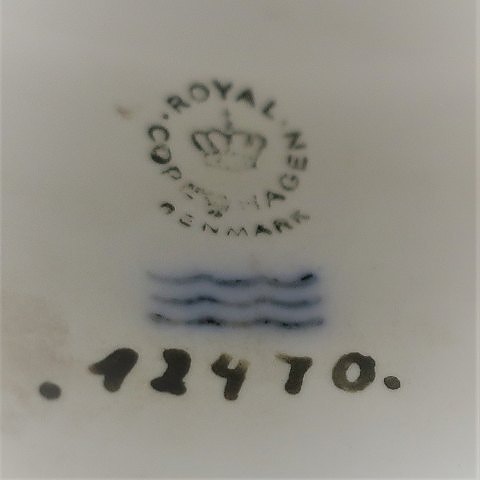 ROYAL COPENHAGEN
DENMARK
.12470.